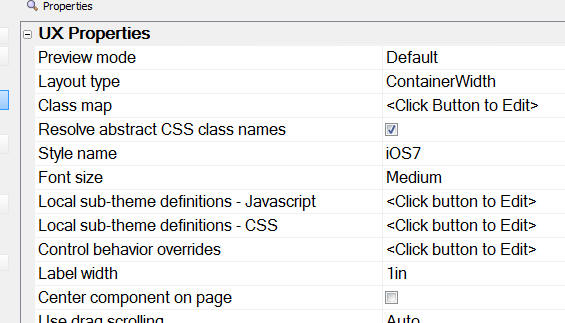 Properties
UX Properties
Preview mode Default
Layout type ContainerWidth
Class map <Click Button to Edit>
Resolve abstract CSS class names
Style name iOS7
Font size Medium
Local sub-theme definitions - Javascript <Click button to Edit>
Local sub-theme definitions - CSS <Click button to Edit>
Control behavior overrides <Click button to Edit>
Label width 1in
Center component on page
Use drag scrolling Auto